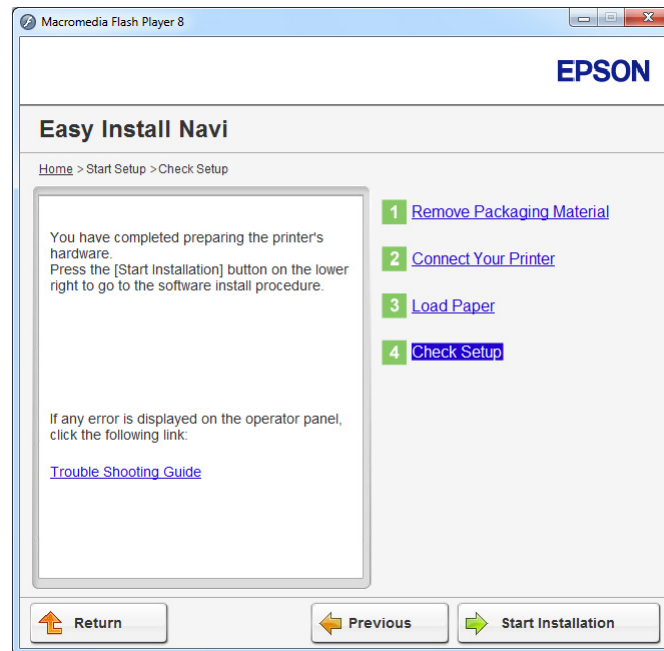 Macromedia Flash Player 8
EPSON
Easy Install Navi
Home > Start Setup >Check Setup
You have completed preparing the printer's
hardware.
Press the [Start Installation] button on the lower
right to go to the software install procedure.
If any error is displayed on the operator panel,
click the following link:
Trouble Shooting Guide
1 Remove Packaging Material
2 Connect Your Printer
3 Load Paper
4 Check Setup
Return
Previous
Start Installation